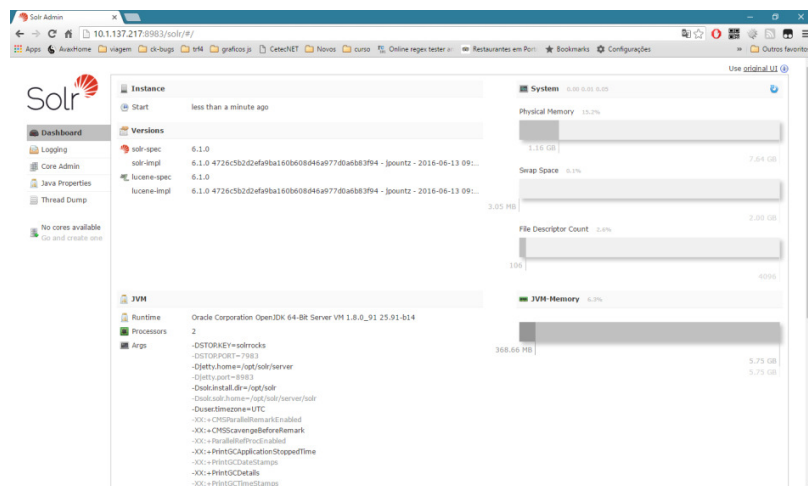 Solr Admin
10.1.137.217:8983/solr/#/
Apps AvaxHome viagem ck-bugs trf4 graficos js CetecNET Novos curso Online regex tester a Restaurantes em Port Bookmarks Configurações » Outros favorito
Use original UI
Solr
Dashboard
Logging
Core Admin
Java Properties
Thread Dump
No cores available
Go and create one
Instance
Start less than a minute ago
Versions
solr-spec 6.1.0
solr-impl 6.1.0 4726c5b2d2efa9ba160b608d46a977d0a6b83f94 - jpountz - 2016-06-13 09:...
lucene-spec 6.1.0
lucene-impl 6.1.0 4726c5b2d2efa9ba160b608d46a977d0a6b83f94 - jpountz - 2016-06-13 09:...
System 0.00 0.01 0.05
Physical Memory 15.2%
1.16 GB
7.64 GB
Swap Space 0.1%
3.05 MB
2.00 GB
File Descriptor Count 2.6%
106
4096
JVM
Runtime Oracle Corporation OpenJDK 64-Bit Server VM 1.8.0_91 25.91-b14
Processors 2
Args -DSTOP.KEY=solrrocks
-DSTOP.PORT=7983
-Djetty.home=/opt/solr/server
-Djetty.port=8983
-Dsolr.install.dir=/opt/solr
-Dsolr.solr.home=/opt/solr/server/solr
-Duser.timezone=UTC
-XX:+CMSParallelRemarkEnabled
-XX:+CMSScavengeBeforeRemark
-XX:+ParallelRefProcEnabled
-XX:+PrintGCApplicationStoppedTime
-XX:+PrintGCDateStamps
-XX:+PrintGCDetails
-XX:+PrintGCTimeStamps
JVM-Memory 6.3%
368.66 MB
5.75 GB
5.75 GB